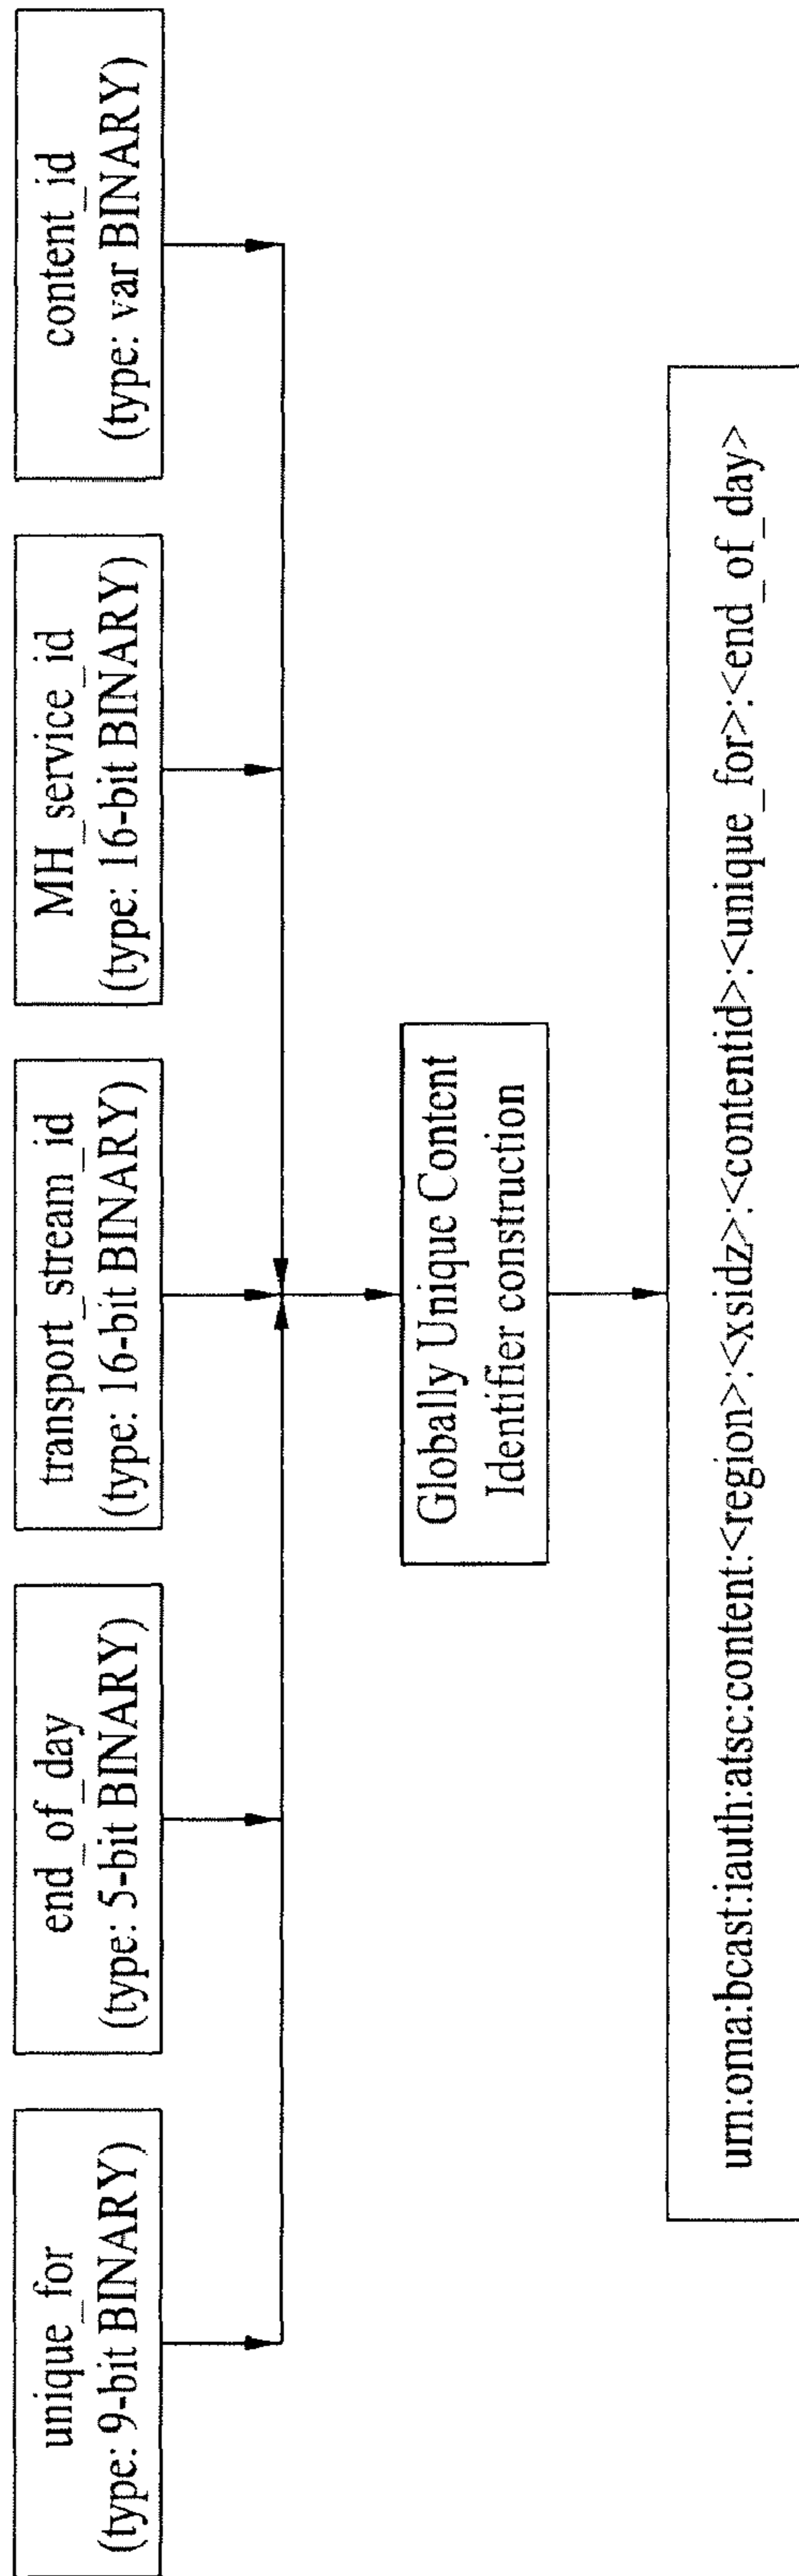 unique_for
(type: 9-bit BINARY)
end_of_day
(type: 5-bit BINARY)
transport_stream_id
(type: 16-bit BINARY)
MH_service_id
(type: 16-bit BINARY)
content_id
(type: var BINARY)
Globally Unique Content
Identifier construction
urn:oma:bcast:iauth:atsc:content:<region>:<xsidz>:<contentid>:<unique_for>:<end_of_day>